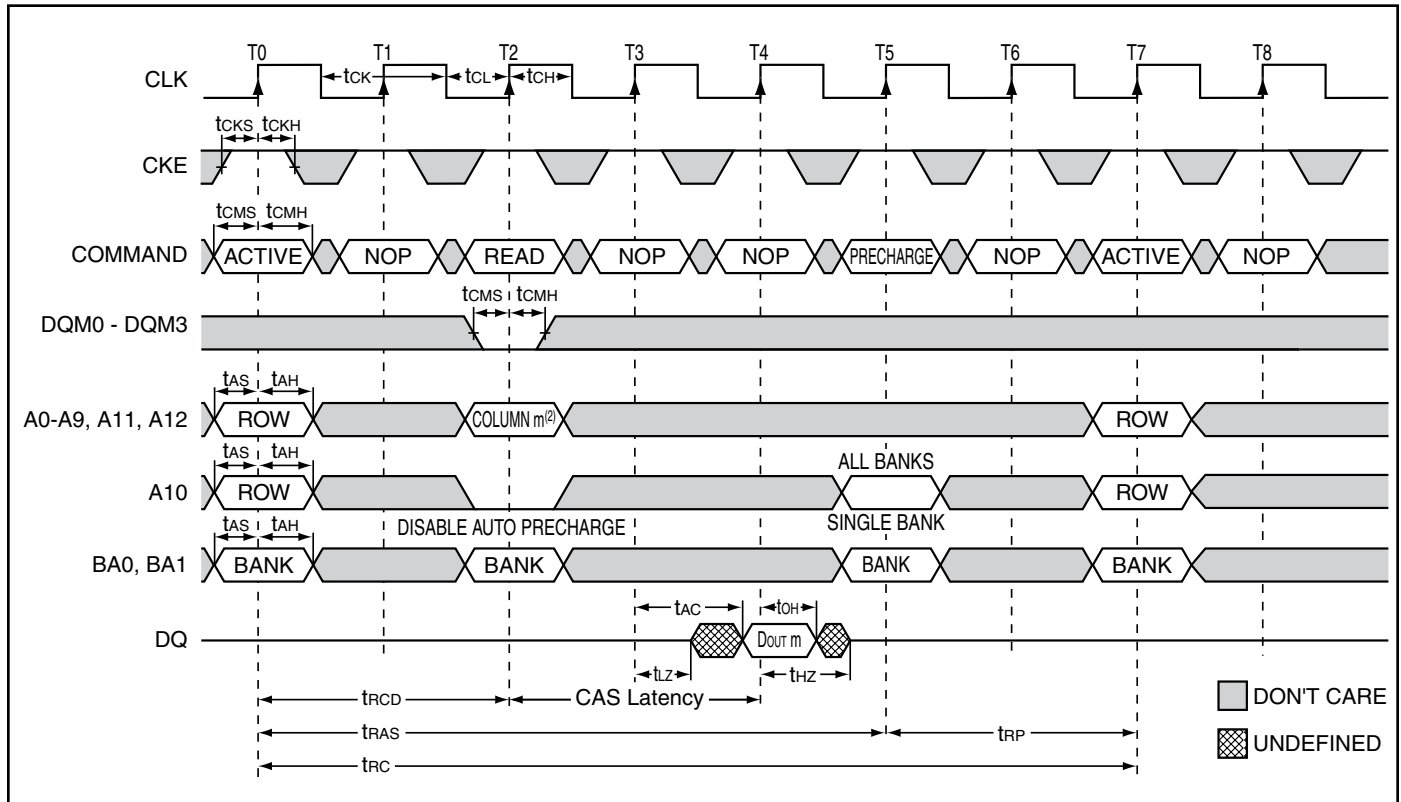 T0 T1 T2 T3 T4 T5 T6 T7 T8
CLK tCK tCL tCH
tCKS tCKH
CKE
tCMS tCMH
COMMAND ACTIVE NOP READ NOP NOP PRECHARGE NOP ACTIVE NOP
tCMS tCMH
DQM0 - DQM3
tAS tAH
A0-A9, A11, A12 ROW COLUMN m(2) ROW
tAS tAH ALL BANKS
A10 ROW ROW
tAS tAH DISABLE AUTO PRECHARGE SINGLE BANK
BA0, BA1 BANK BANK BANK BANK
tAC tOH
DQ DOUT m
tLZ tHZ
tRCD CAS Latency DON'T CARE
tRAS tRP
UNDEFINED
tRC